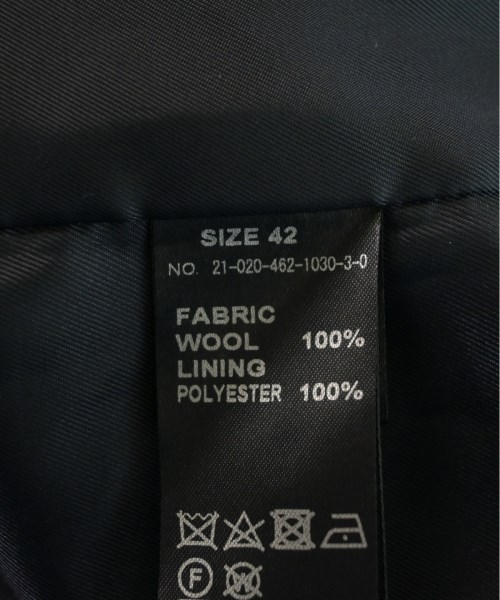 SIZE 42
NO. 21-020-462-1030-3-0
FABRIC
WOOL 100%
LINING
POLYESTER 100%
F W